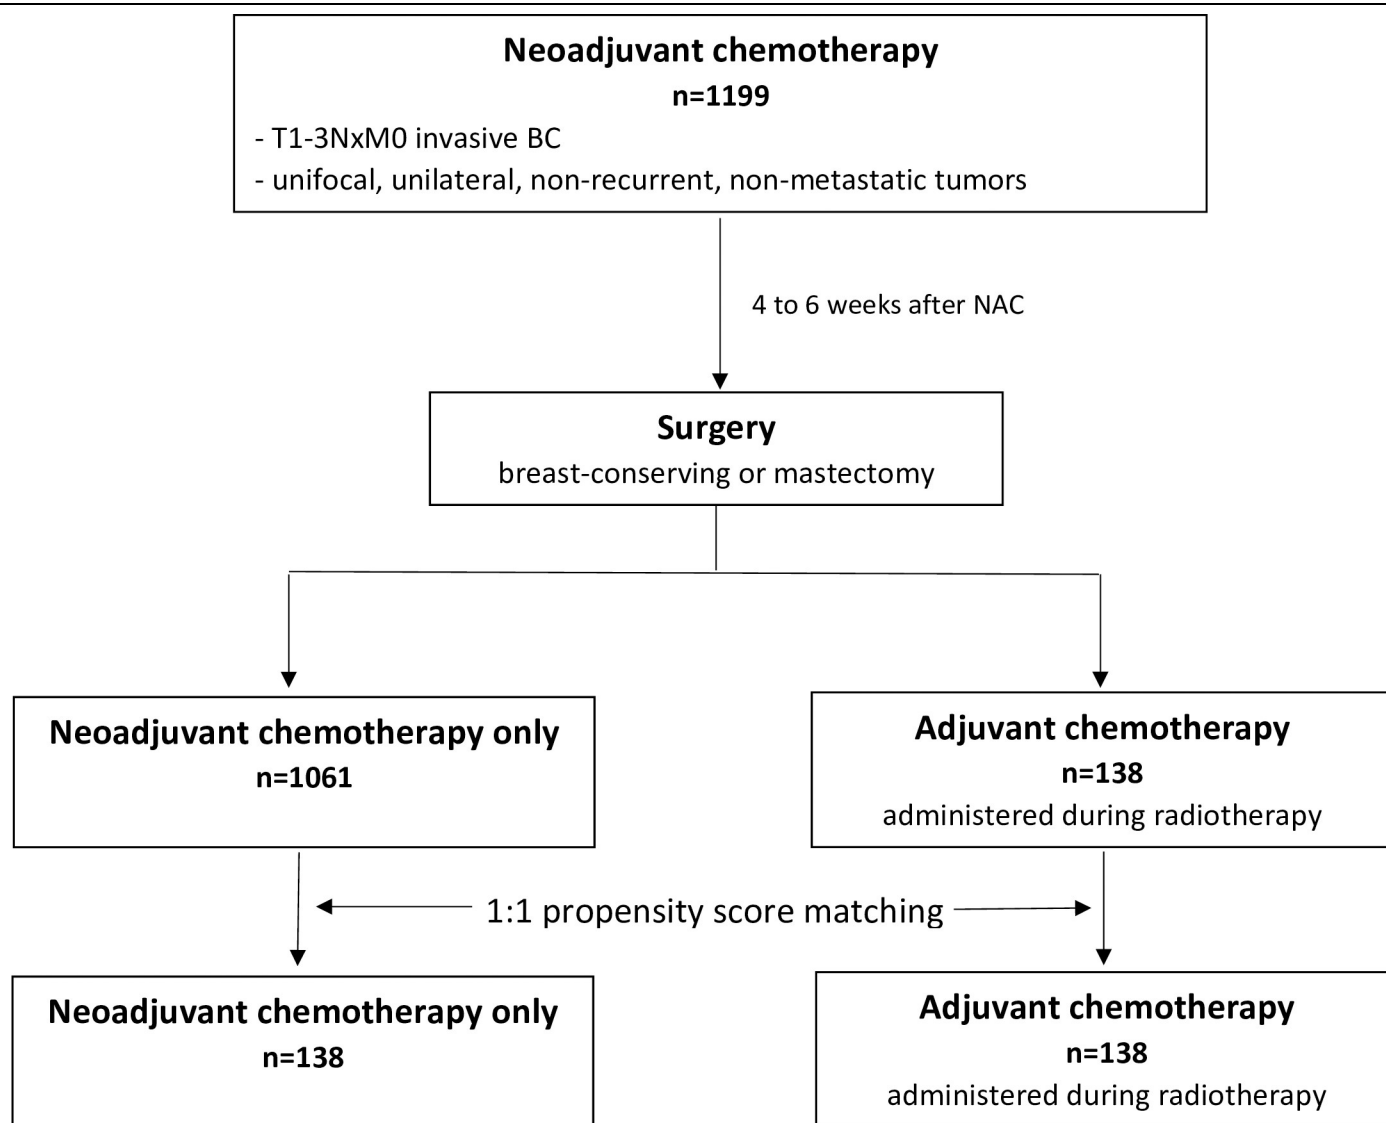 Neoadjuvant chemotherapy
n=1199
- T1-3NxM0 invasive BC
- unifocal, unilateral, non-recurrent, non-metastatic tumors
4 to 6 weeks after NAC
Surgery
breast-conserving or mastectomy
Neoadjuvant chemotherapy only
n=1061
Adjuvant chemotherapy
n=138
administered during radiotherapy
1:1 propensity score matching
Neoadjuvant chemotherapy only
n=138
Adjuvant chemotherapy
n=138
administered during radiotherapy